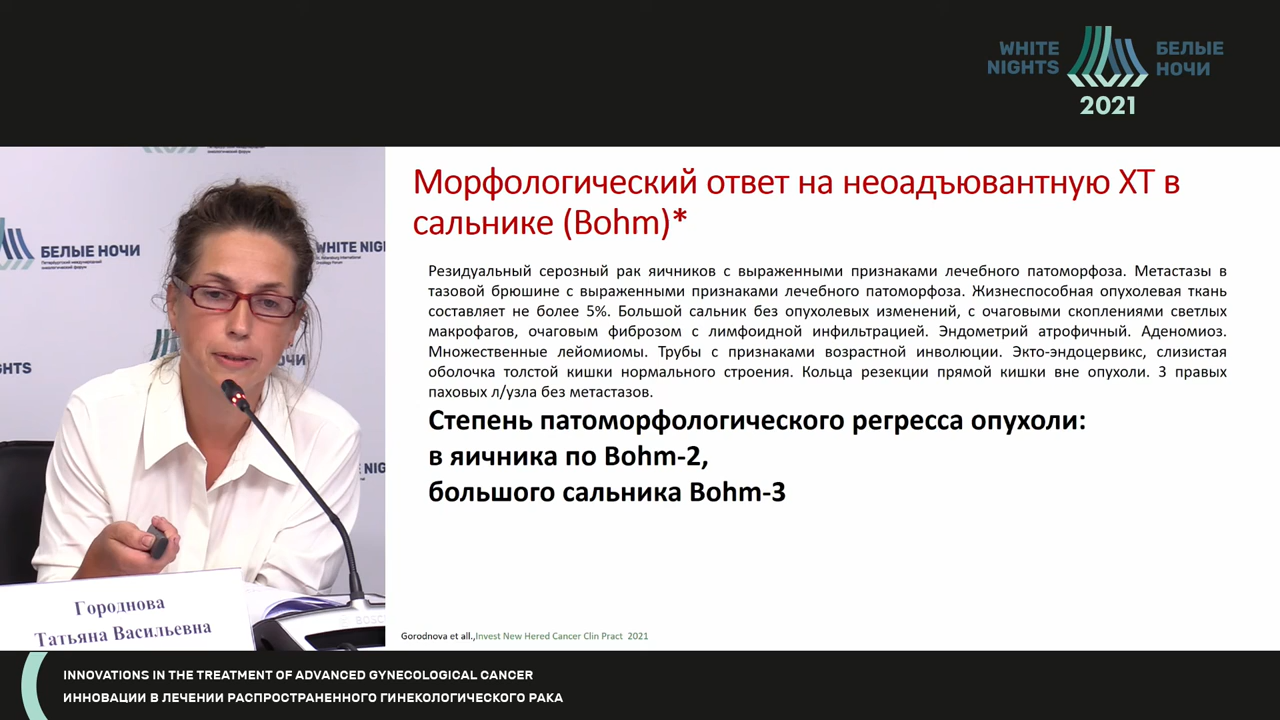 WHITE
NIGHTS
БЕЛЫЕ
НОЧИ
2021
БЕЛЫЕ НОЧИ
WHITE NIG
НОЧИ
GHTS
NIG
Городнова
Татьяна Васильевна
BOSC
Морфологический ответ на неоадъювантную ХТ в
сальнике (Bohm)*
Резидуальный серозный рак яичников с выраженными признаками лечебного патоморфоза. Метастазы в
тазовой брюшине с выраженными признаками лечебного патоморфоза. Жизнеспособная опухолевая ткань
составляет не более 5%. Большой сальник без опухолевых изменений, с очаговыми скоплениями светлых
макрофагов, очаговым фиброзом с лимфоидной инфильтрацией. Эндометрий атрофичный. Аденомиоз.
Множественные лейомиомы. Трубы с признаками возрастной инволюции. Экто-эндоцервикс, слизистая
оболочка толстой кишки нормального строения. Кольца резекции прямой кишки вне опухоли. 3 правых
паховых л/узла без метастазов.
Степень патоморфологического регресса опухоли:
в яичника по Bohm-2,
большого сальника Bohm-3
Gorodnova et all.,Invest New Hered Cancer Clin Pract 2021
INNOVATIONS IN THE TREATMENT OF ADVANCED GYNECOLOGICAL CANCER
ИННОВАЦИИ В ЛЕЧЕНИИ РАСПРОСТРАНЕННОГО ГИНЕКОЛОГИЧЕСКОГО РАКА